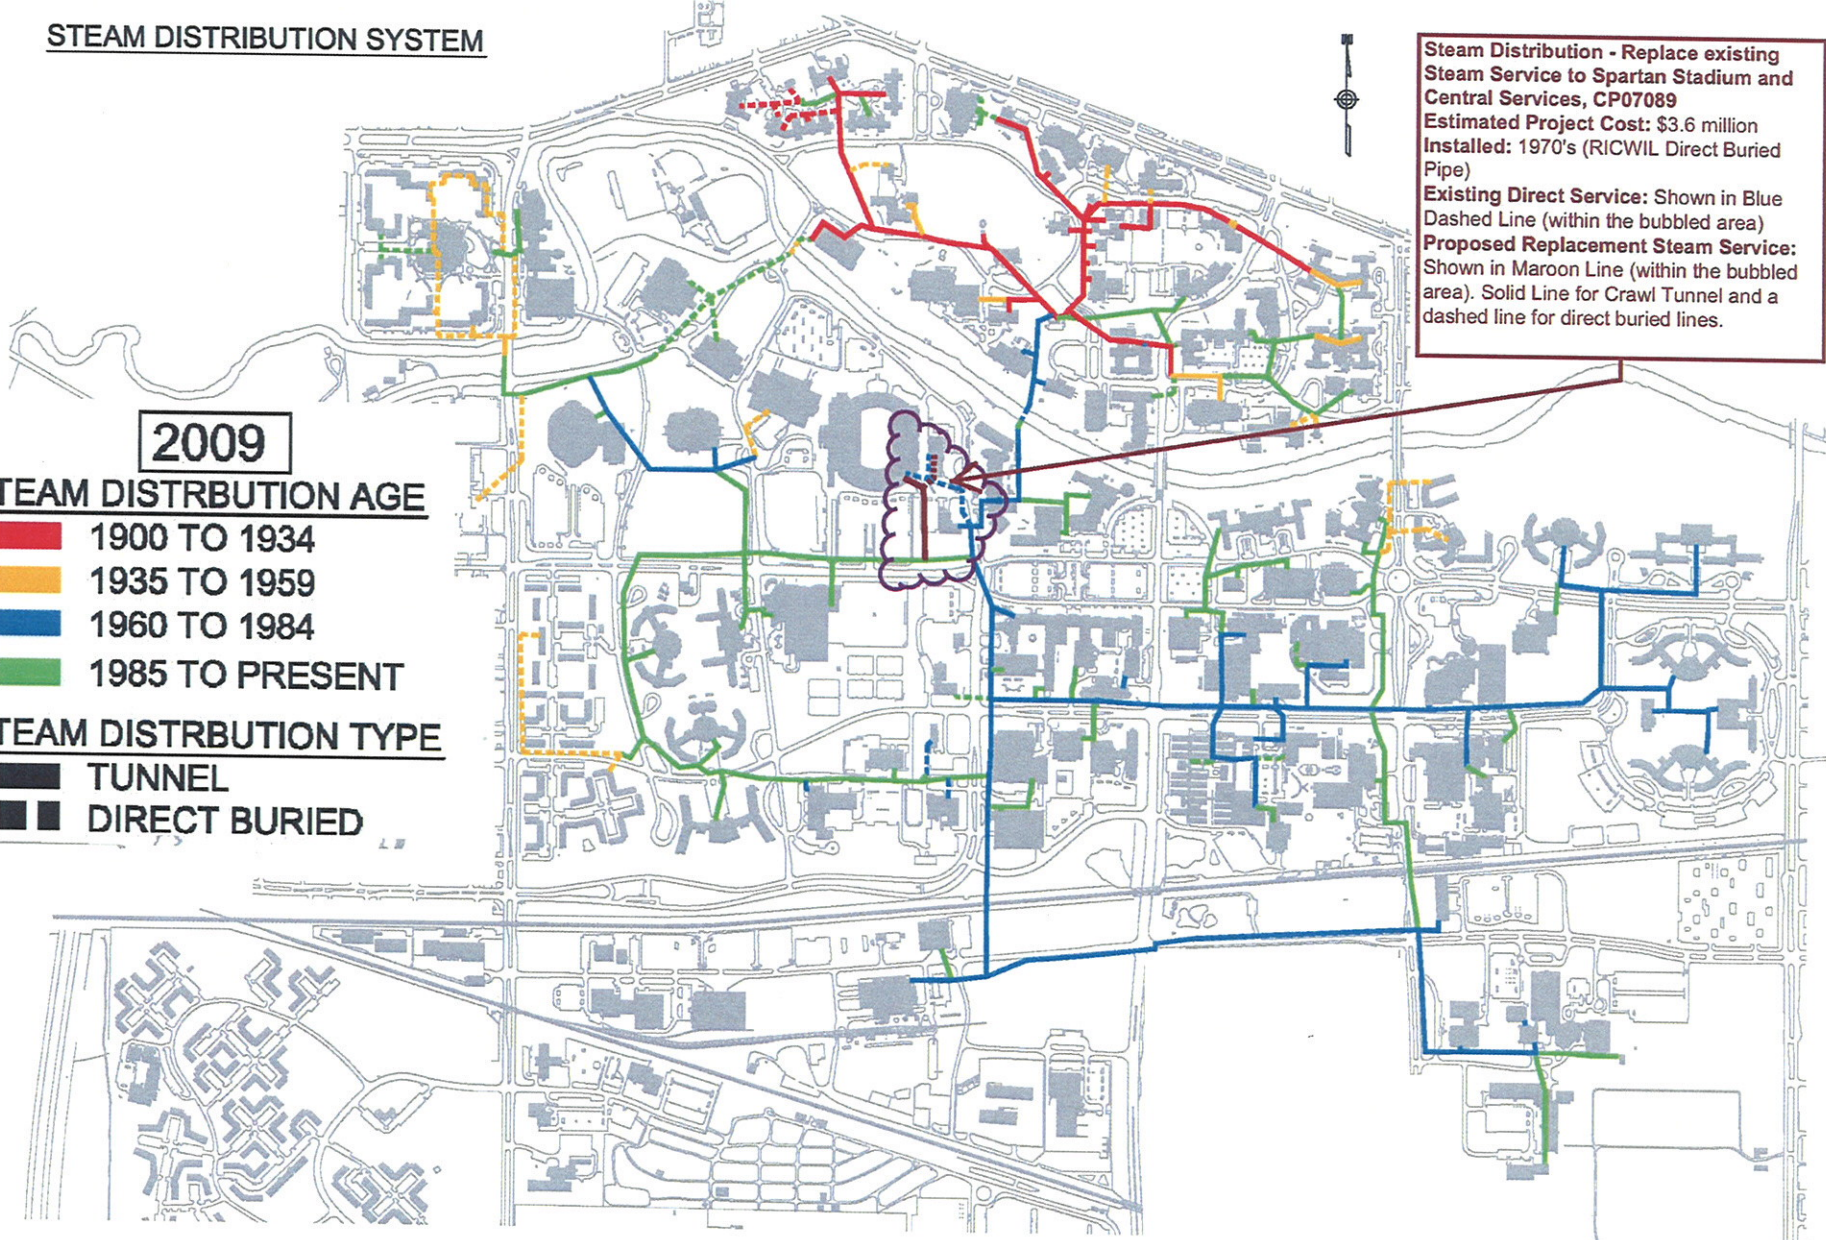 STEAM DISTRIBUTION SYSTEM
Steam Distribution - Replace existing
Steam Service to Spartan Stadium and
Central Services, CP07089
Estimated Project Cost: $3.6 million
Installed: 1970's (RICWIL Direct Buried
Pipe)
Existing Direct Service: Shown in Blue
Dashed Line (within the bubbled area)
Proposed Replacement Steam Service:
Shown in Maroon Line (within the bubbled
area). Solid Line for Crawl Tunnel and a
dashed line for direct buried lines.
2009
TEAM DISTRBUTION AGE
1900 TO 1934
1935 TO 1959
1960 TO 1984
1985 TO PRESENT
TEAM DISTRBUTION TYPE
TUNNEL
DIRECT BURIED